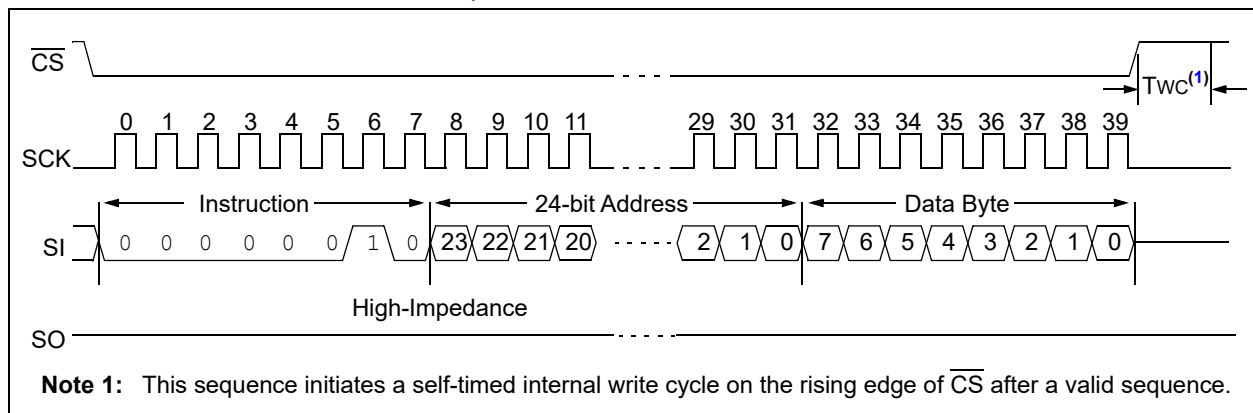 CS
TWC(1)
0 1 2 3 4 5 6 7 8 9 10 11 29 30 31 32 33 34 35 36 37 38 39
SCK
Instruction 24-bit Address Data Byte
SI 0 0 0 0 0 0 1 0 23 22 21 20 2 1 0 7 6 5 4 3 2 1 0
High-Impedance
SO
Note 1: This sequence initiates a self-timed internal write cycle on the rising edge of CS after a valid sequence.